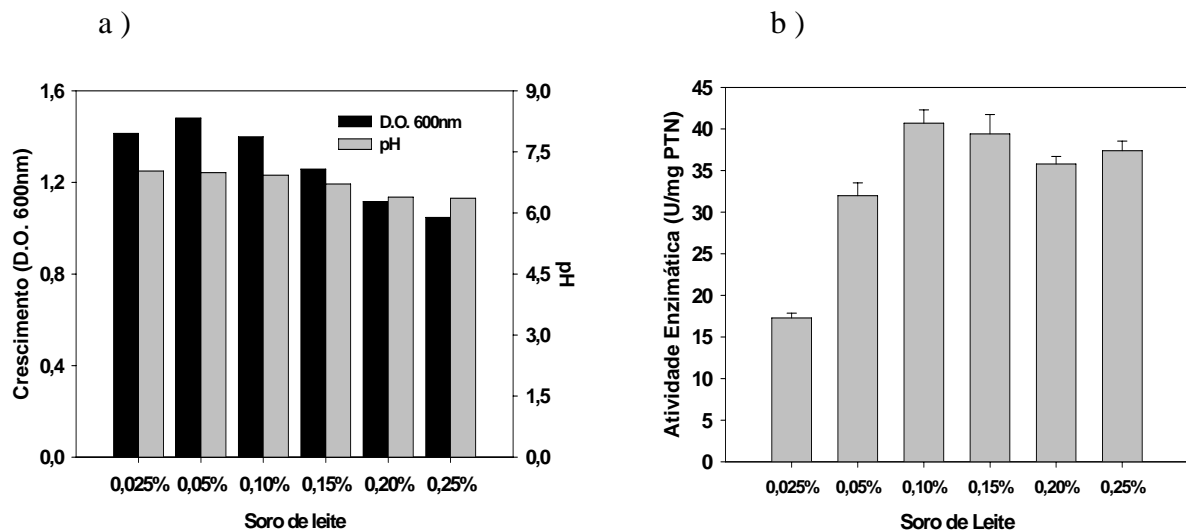 a )
Crescimento (D.O. 600nm)
1,6
1,2
0,8
0,4
0,0
D.O. 600nm
pH
9,0
7,5
6,0
4,5
3,0
1,5
0,0
pH
0,025% 0,05% 0,10% 0,15% 0,20% 0,25%
Soro de leite
b )
Atividade Enzimática (U/mg PTN)
45
40
35
30
25
20
15
10
5
0
0,025% 0,05% 0,10% 0,15% 0,20% 0,25%
Soro de Leite